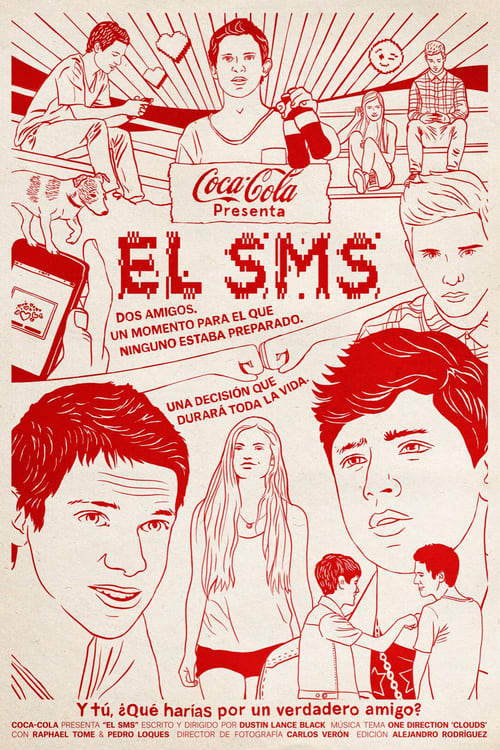 Coca-Cola
Presenta
EL SMS
DOS AMIGOS.
UN MOMENTO PARA EL QUE
NINGUNO ESTABA PREPARADO.
UNA DECISIÓN QUE
DURARÁ TODA LA VIDA.
Y tú, ¿Qué harías por un verdadero amigo?
COCA-COLA PRESENTA "EL SMS" ESCRITO Y DIRIGIDO POR DUSTIN LANCE BLACK MÚSICA TEMA ONE DIRECTION 'CLOUDS'
CON RAPHAEL TOME & PEDRO LOQUES DIRECTOR DE FOTOGRAFÍA CARLOS VERÓN EDICIÓN ALEJANDRO RODRÍGUEZ